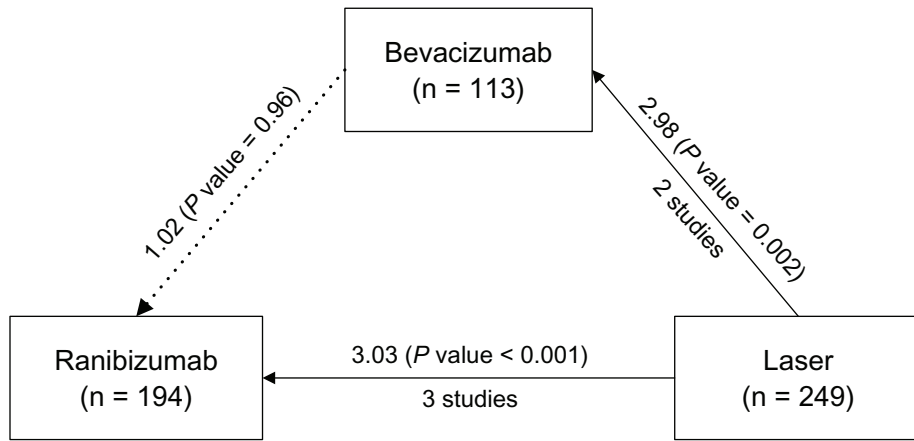 Bevacizumab
(n = 113)
1.02 (P value = 0.96)
2.98 (P value = 0.002)
2 studies
Ranibizumab
(n = 194)
3.03 (P value < 0.001)
3 studies
Laser
(n = 249)